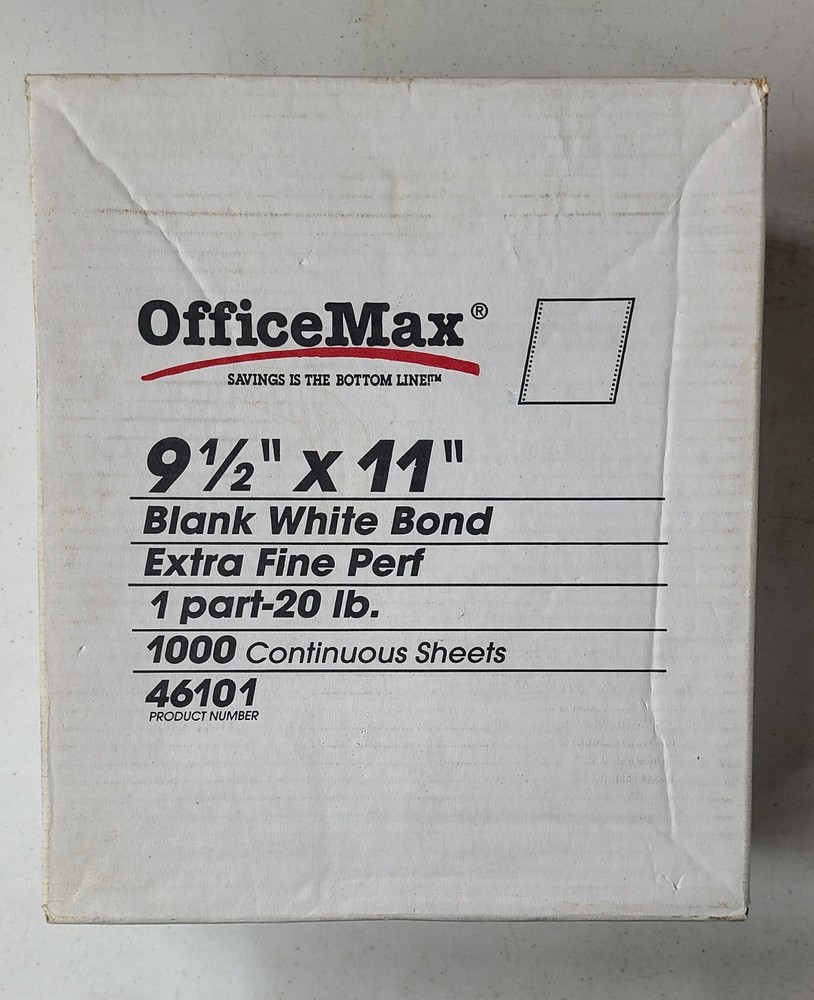 OfficeMax®
SAVINGS IS THE BOTTOM LINE!™
9½" x 11"
Blank White Bond
Extra Fine Perf
1 part-20 lb.
1000 Continuous Sheets
46101
PRODUCT NUMBER